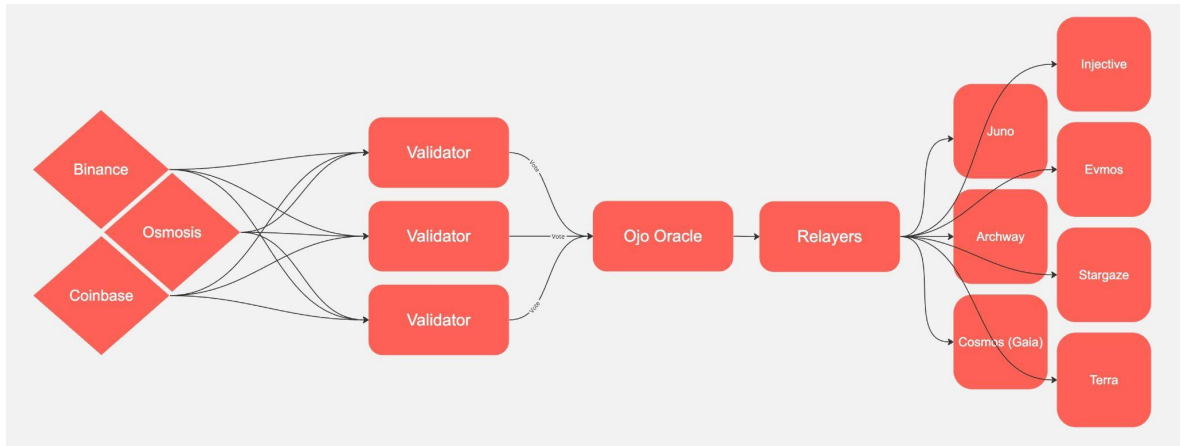 Binance
Osmosis
Coinbase
Validator
Validator
Validator
Vote
Vote
Vote
Ojo Oracle
Relayers
Juno
Archway
Cosmos (Gaia)
Injective
Evmos
Stargaze
Terra